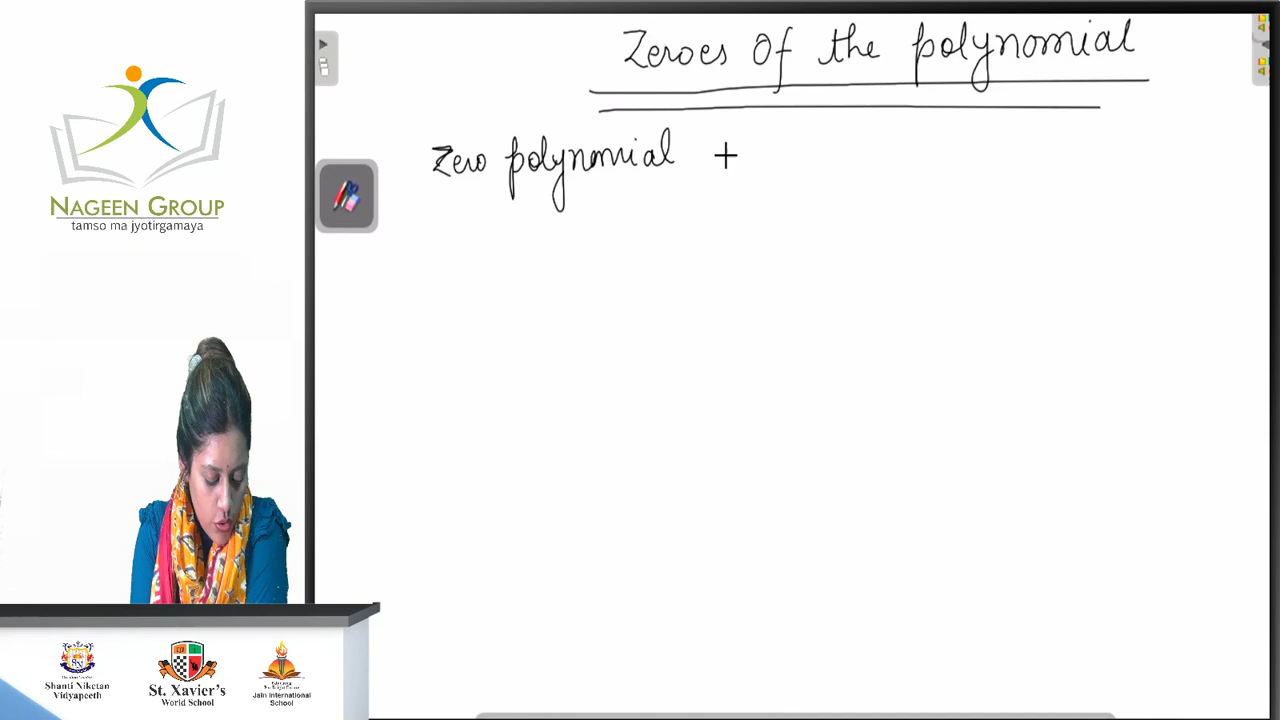 Zeroes Of the polynomial
Zero polynomial +
NAGEEN GROUP
tamso ma jyotirgamaya
Shanti Niketan
Vidyapeeth
St. Xavier's
World School
Jain International
School